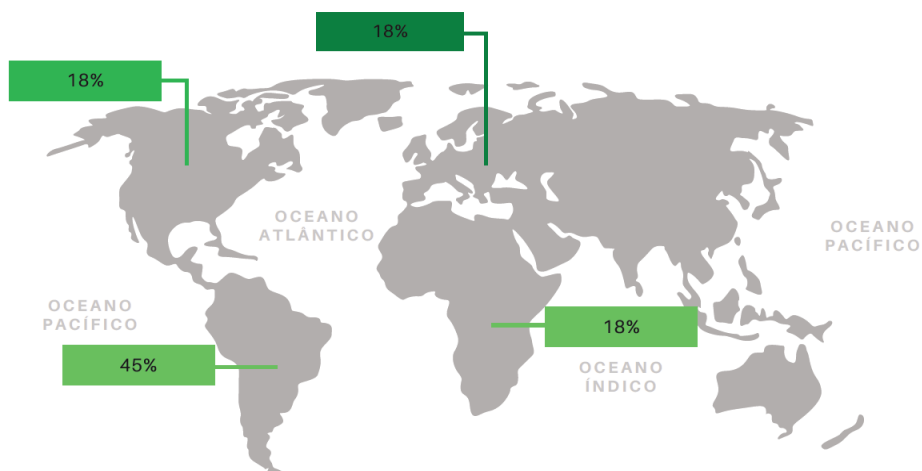 18%
18%
OCEANO
ATLÂNTICO
OCEANO
PACÍFICO
OCEANO
PACÍFICO
18%
45%
OCEANO
ÍNDICO